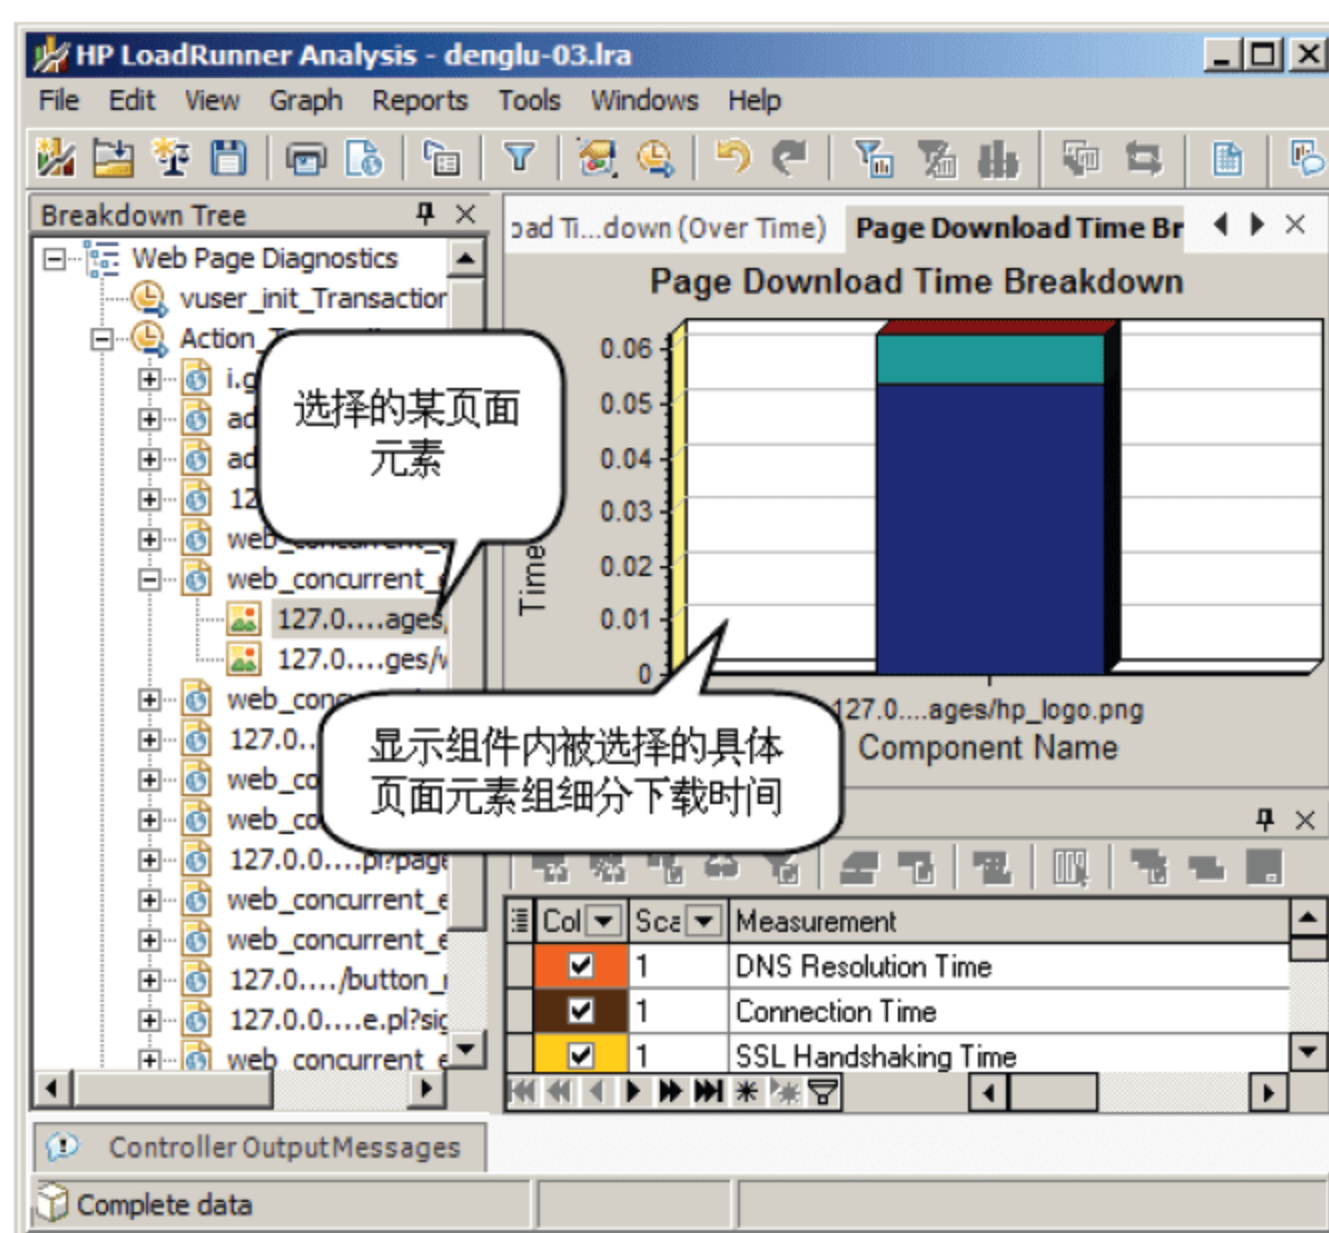 HP LoadRunner Analysis - denglu-03.lra
File Edit View Graph Reports Tools Windows Help
Breakdown Tree
oad Ti...down (Over Time) Page Download Time Br
Web Page Diagnostics
vuser_init_Transaction
Action_
i.g
ad
ad
12
web_concurrent_
web_concurrent_e
127.0....ages/
127.0....ges/v
web_con
127.0..
web_co
web_co
127.0.0....pl?page
web_concurrent_e
web_concurrent_e
127.0..../button_
127.0.0....e.pl?sig
web_concurrent_e
选择的某页面
元素
Page Download Time Breakdown
0.06
0.05
0.04
0.03
0.02
0.01
0
Time
127.0....ages/hp_logo.png
Component Name
显示组件内被选择的具体
页面元素组细分下载时间
Col Sca Measurement
1 DNS Resolution Time
1 Connection Time
1 SSL Handshaking Time
Controller Output Messages
Complete data